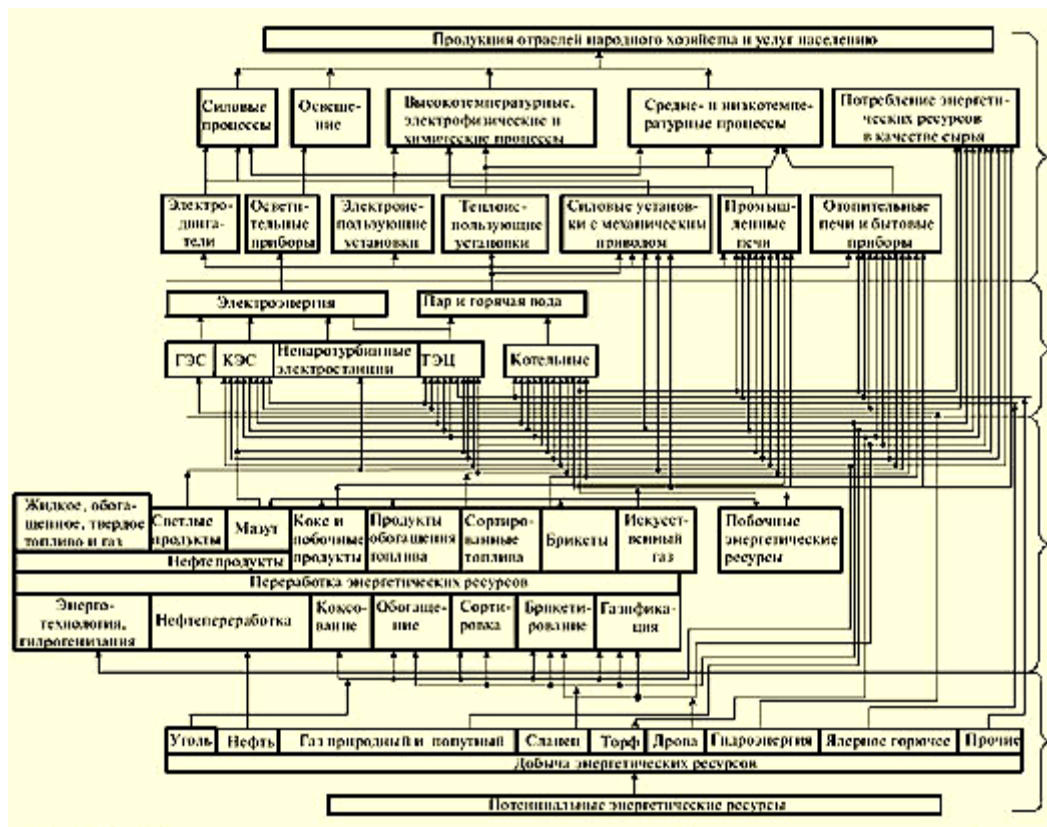 Продукция отраслей народного хозяйства и услуг населению
Силовые
процессы
Освеще-
ние
Высокотемпературные,
электрофизические и
химические процессы
Средне- и низкотемпе-
ратурные процессы
Потребление энергети-
ческих ресурсов
в качестве сырья
Электро-
двига-
тели
Осветi-
тельные
приборы
Электроис-
пользующие
установки
Теплоис-
пользующие
установки
Силовые установ-
ки с механическим
приводом
Промыш-
ленные
печи
Отопительные
печи и бытовые
приборы
Электроэнергия
Пар и горячая вода
ГЭС
КЭС
Непаротурбинные
электростанции
ТЭЦ
Котельные
Жидкое, обога-
щенное, твердое
топливо и газ
Светлые
продукты
Мазут
Кокс и
побочные
продукты
Продукты
обогащения
топлива
Сортиро-
ванные
топлива
Брикеты
Искусст-
венный
газ
Побочные
энергетические
ресурсы
Нефтепродукты
Переработка энергетических ресурсов
Энерго-
технология,
гидрогенизация
Нефтепереработка
Коксо-
вание
Обогаще-
ние
Сорти-
ровка
Брикети-
рование
Газифика-
ция
Уголь
Нефть
Газ природный и попутный
Сланец
Торф
Дрова
Гидроэнергия
Ядерное горючее
Прочие
Добыча энергетических ресурсов
Потенциальные энергетические ресурсы